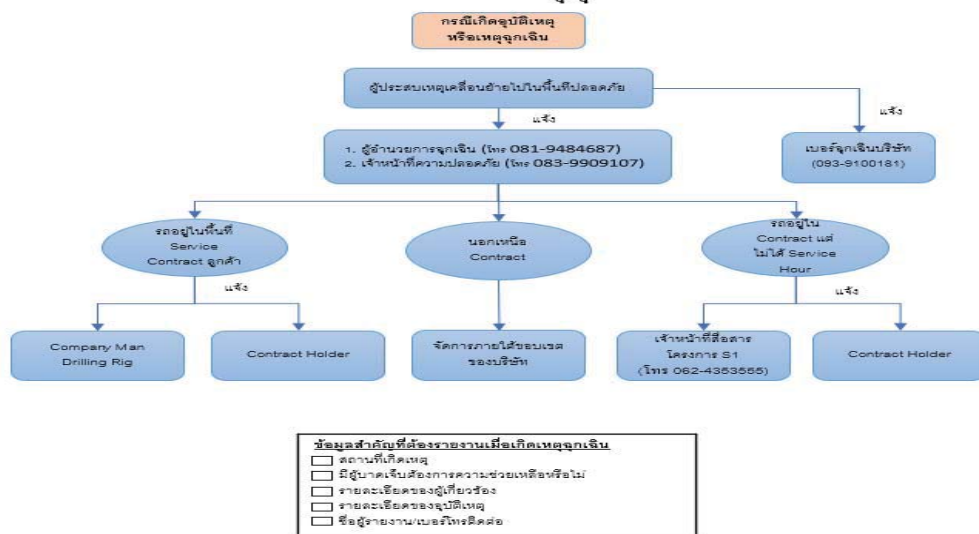 กรณีเกิดอุบัติเหตุ
หรือเหตุฉุกเฉิน
ผู้ประสบเหตุเคลื่อนย้ายไปในพื้นที่ปลอดภัย
แจ้ง
1. ผู้อำนวยการฉุกเฉิน (โทร 081-9484687)
2. เจ้าหน้าที่ความปลอดภัย (โทร 083-9909107)
เบอร์ฉุกเฉินบริษัท
(093-9100181)
รถอยู่ในพื้นที่
Service
Contract ลูกค้า
นอกเหนือ
Contract
รถอยู่ใน
Contract แต่
ไม่ได้ Service
Hour
แจ้ง
แจ้ง
Company Man
Drilling Rig
Contract Holder
จัดการภายใต้ขอบเขต
ของบริษัท
เจ้าหน้าที่สื่อสาร
โครงการ S1
(โทร 062-4353555)
Contract Holder
ข้อมูลสำคัญที่ต้องรายงานเมื่อเกิดเหตุฉุกเฉิน
สถานที่เกิดเหตุ
มีผู้บาดเจ็บต้องการความช่วยเหลือหรือไม่
รายละเอียดของผู้เกี่ยวข้อง
รายละเอียดของอุบัติเหตุ
ชื่อผู้รายงาน/เบอร์โทรติดต่อ